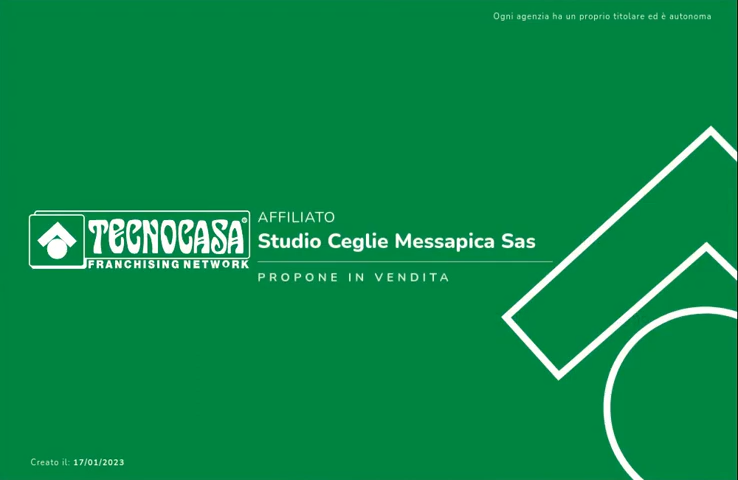 Ogni agenzia ha un proprio titolare ed è autonoma
TECNOCASA®
FRANCHISING NETWORK
AFFILIATO
Studio Ceglie Messapica Sas
PROPONE IN VENDITA
Creato il: 17/01/2023